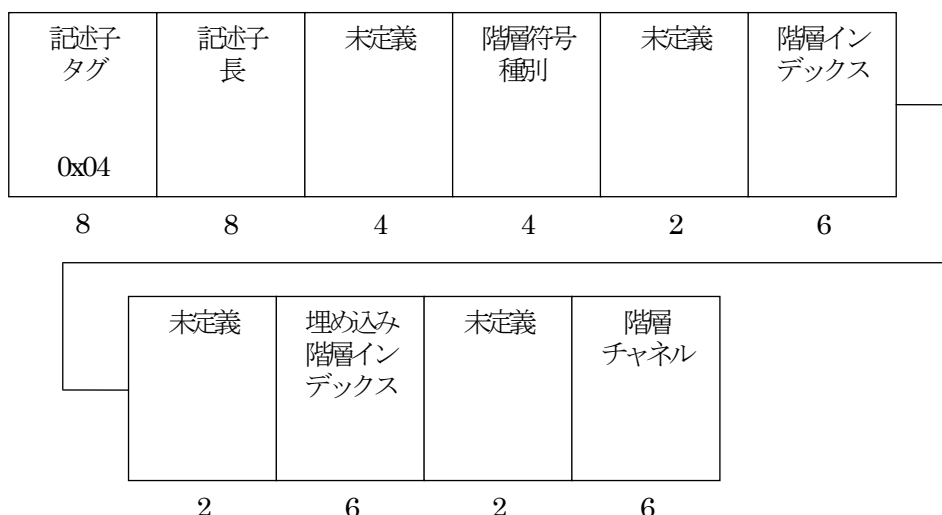 記述子
タグ
0x04
記述子
長
未定義
階層符号
種別
未定義
階層イン
デックス
8
8
4
4
2
6
未定義
埋め込み
階層イン
デックス
未定義
階層
チャネル
2
6
2
6